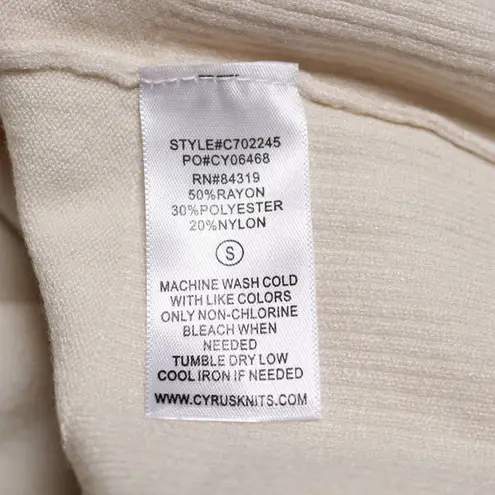 STYLE#C702245
PO#CY06468
RN#84319
50%RAYON
30%POLYESTER
20%NYLON
S
MACHINE WASH COLD
WITH LIKE COLORS
ONLY NON-CHLORINE
BLEACH WHEN
NEEDED
TUMBLE DRY LOW
COOL IRON IF NEEDED
WWW.CYRUSKNITS.COM